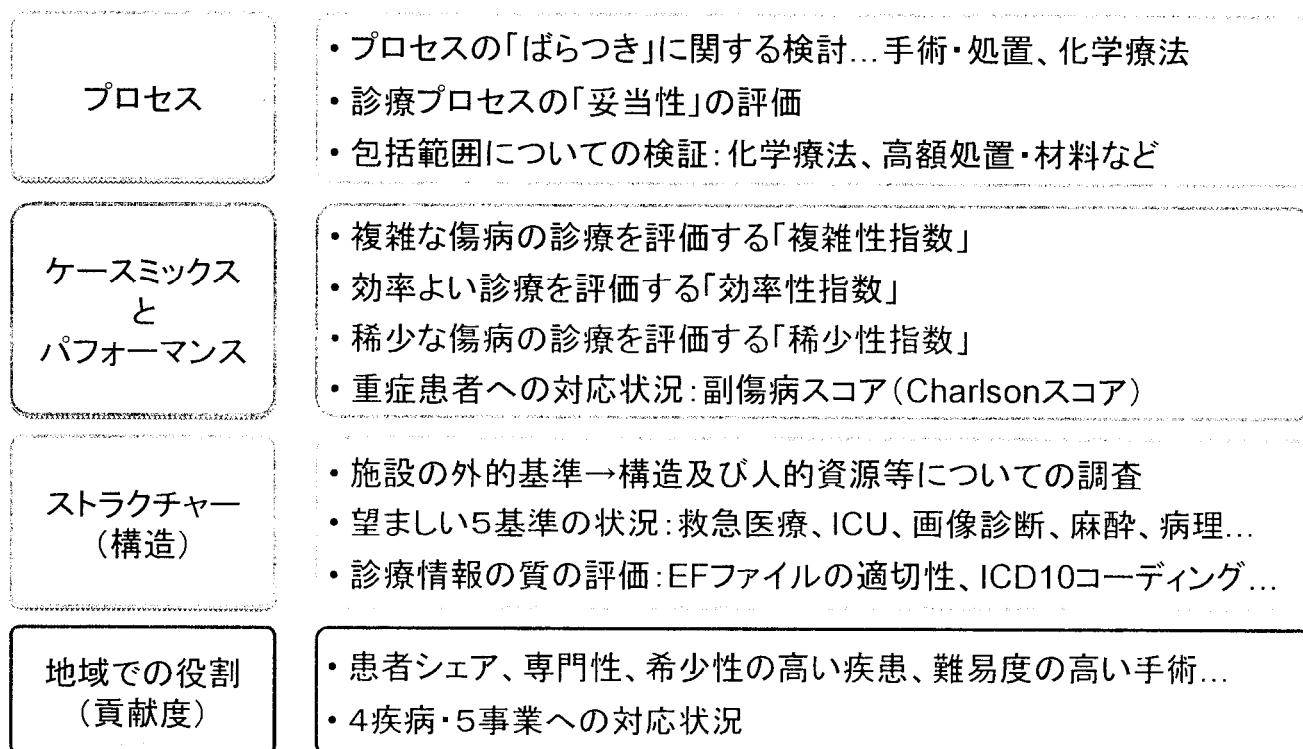 プロセス
・プロセスの「ばらつき」に関する検討…手術・処置、化学療法
・診療プロセスの「妥当性」の評価
・包括範囲についての検証：化学療法、高額処置・材料など
ケースミックス
と
パフォーマンス
・複雑な傷病の診療を評価する「複雑性指数」
・効率よい診療を評価する「効率性指数」
・稀少な傷病の診療を評価する「稀少性指数」
・重症患者への対応状況：副傷病スコア（Charlsonスコア）
ストラクチャー
（構造）
・施設の外的基準→構造及び人的資源等についての調査
・望ましい５基準の状況：救急医療、ICU、画像診断、麻酔、病理…
・診療情報の質の評価：EFファイルの適切性、ICD10コーディング…
地域での役割
（貢献度）
・患者シェア、専門性、希少性の高い疾患、難易度の高い手術…
・４疾病・５事業への対応状況